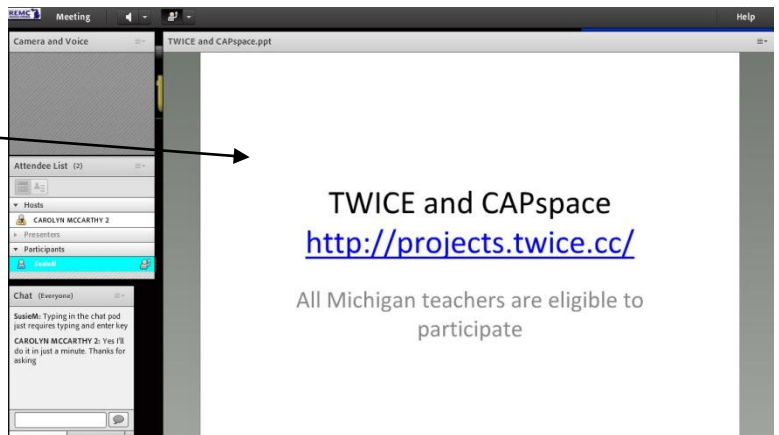 REMC
Meeting
Help
Camera and Voice
TWICE and CAPspace.ppt
Attendee List (2)
Hosts
CAROLYN MCCARTHY 2
Presenters
Participants
SusieM
Chat (Everyone)
SusieM: Typing in the chat pod
just requires typing and enter key
CAROLYN MCCARTHY 2: Yes I'll
do it in just a minute. Thanks for
asking
TWICE and CAPspace
http://projects.twice.cc/
All Michigan teachers are eligible to
participate